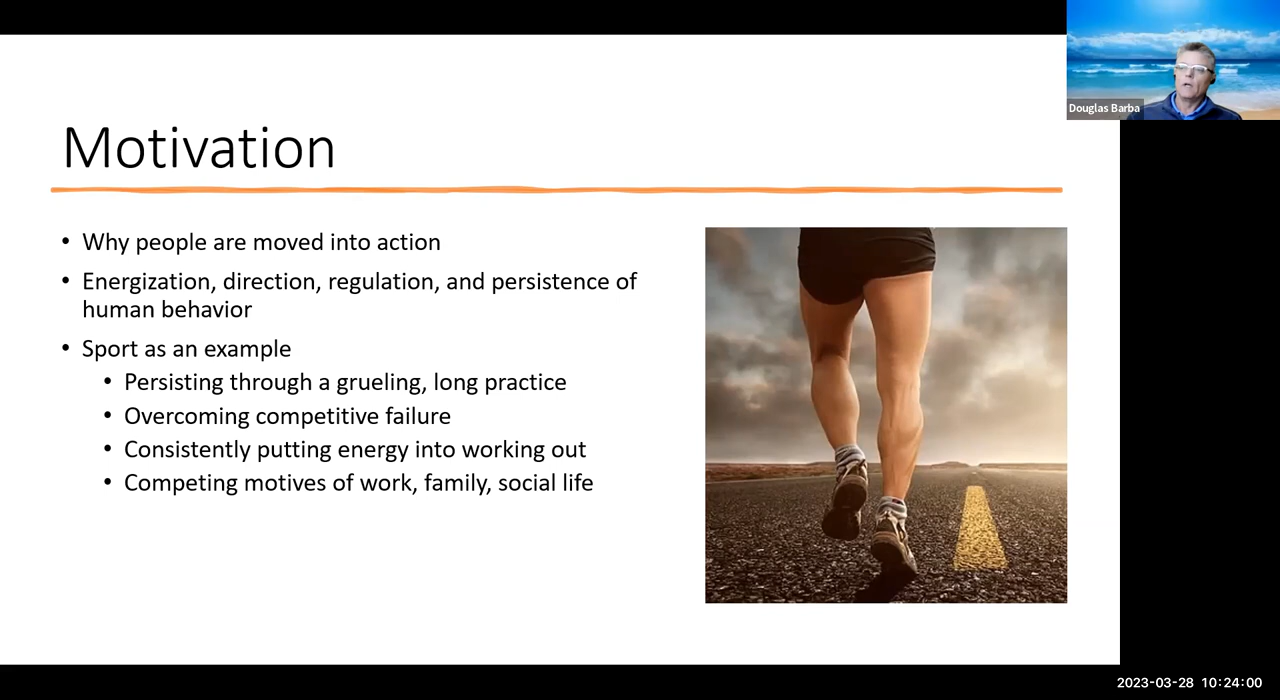 Douglas Barba
Motivation
• Why people are moved into action
• Energization, direction, regulation, and persistence of
human behavior
• Sport as an example
• Persisting through a grueling, long practice
• Overcoming competitive failure
• Consistently putting energy into working out
• Competing motives of work, family, social life
2023-03-28 10:24:00